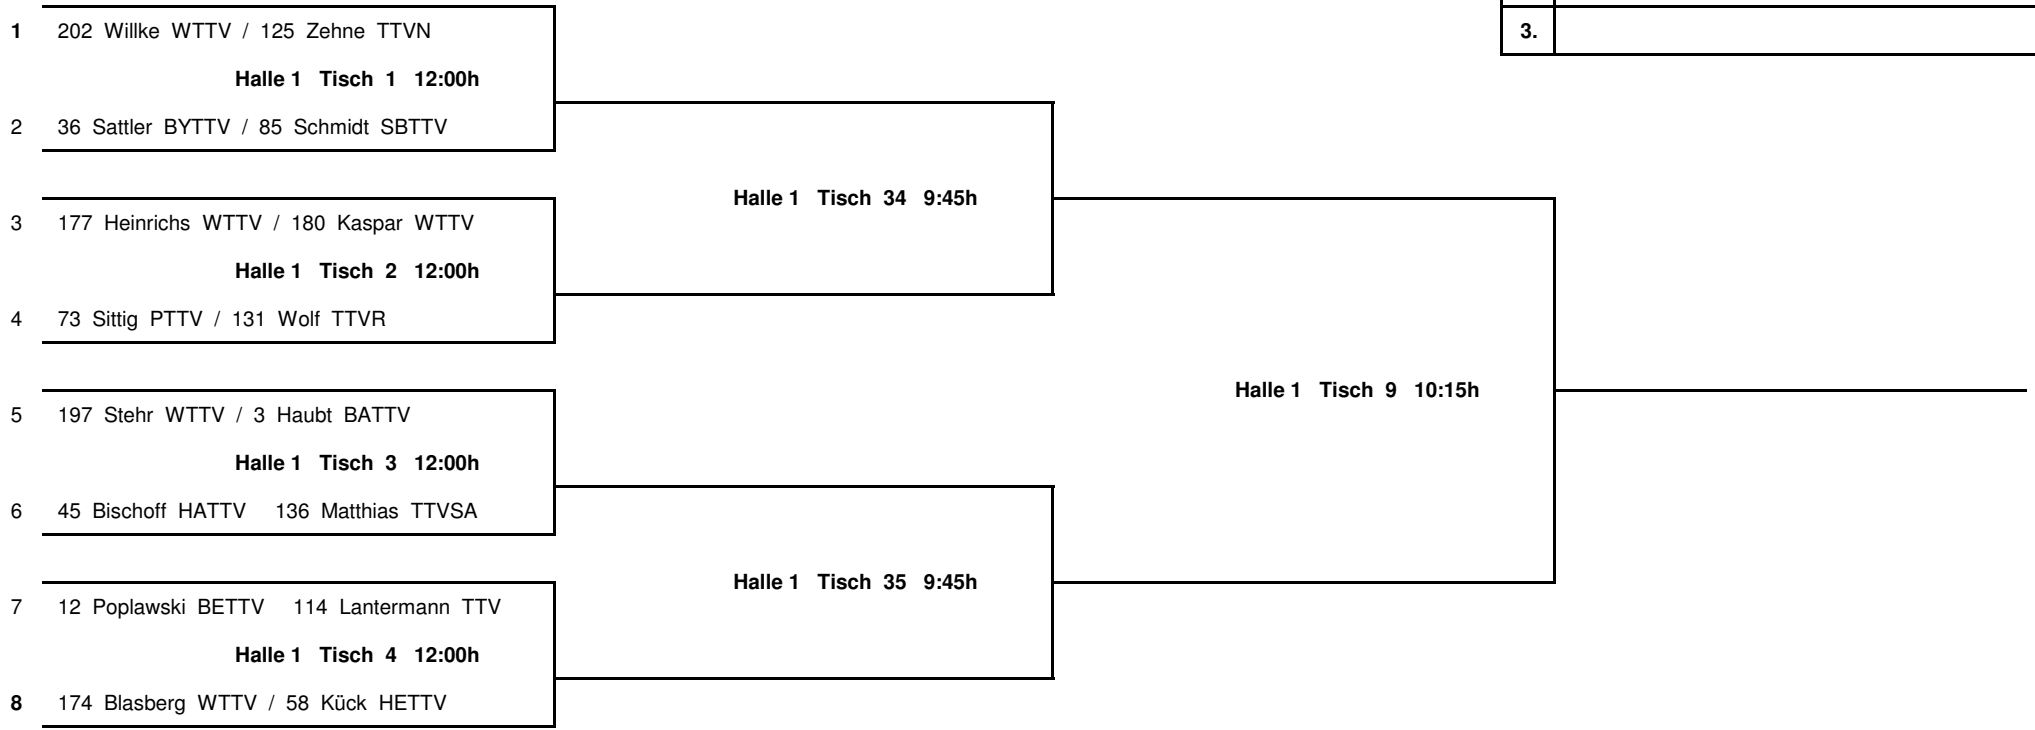 1 202 Willke WTTV / 125 Zehne TTVN
3.
Halle 1 Tisch 1 12:00h
2 36 Sattler BYTTV / 85 Schmidt SBTTV
Halle 1 Tisch 34 9:45h
3 177 Heinrichs WTTV / 180 Kaspar WTTV
Halle 1 Tisch 2 12:00h
4 73 Sittig PTTV / 131 Wolf TTVR
Halle 1 Tisch 9 10:15h
5 197 Stehr WTTV / 3 Haubt BATTV
Halle 1 Tisch 3 12:00h
6 45 Bischoff HATTV 136 Matthias TTVSA
Halle 1 Tisch 35 9:45h
7 12 Poplawski BETTV 114 Lantermann TTV
Halle 1 Tisch 4 12:00h
8 174 Blasberg WTTV / 58 Kück HETTV